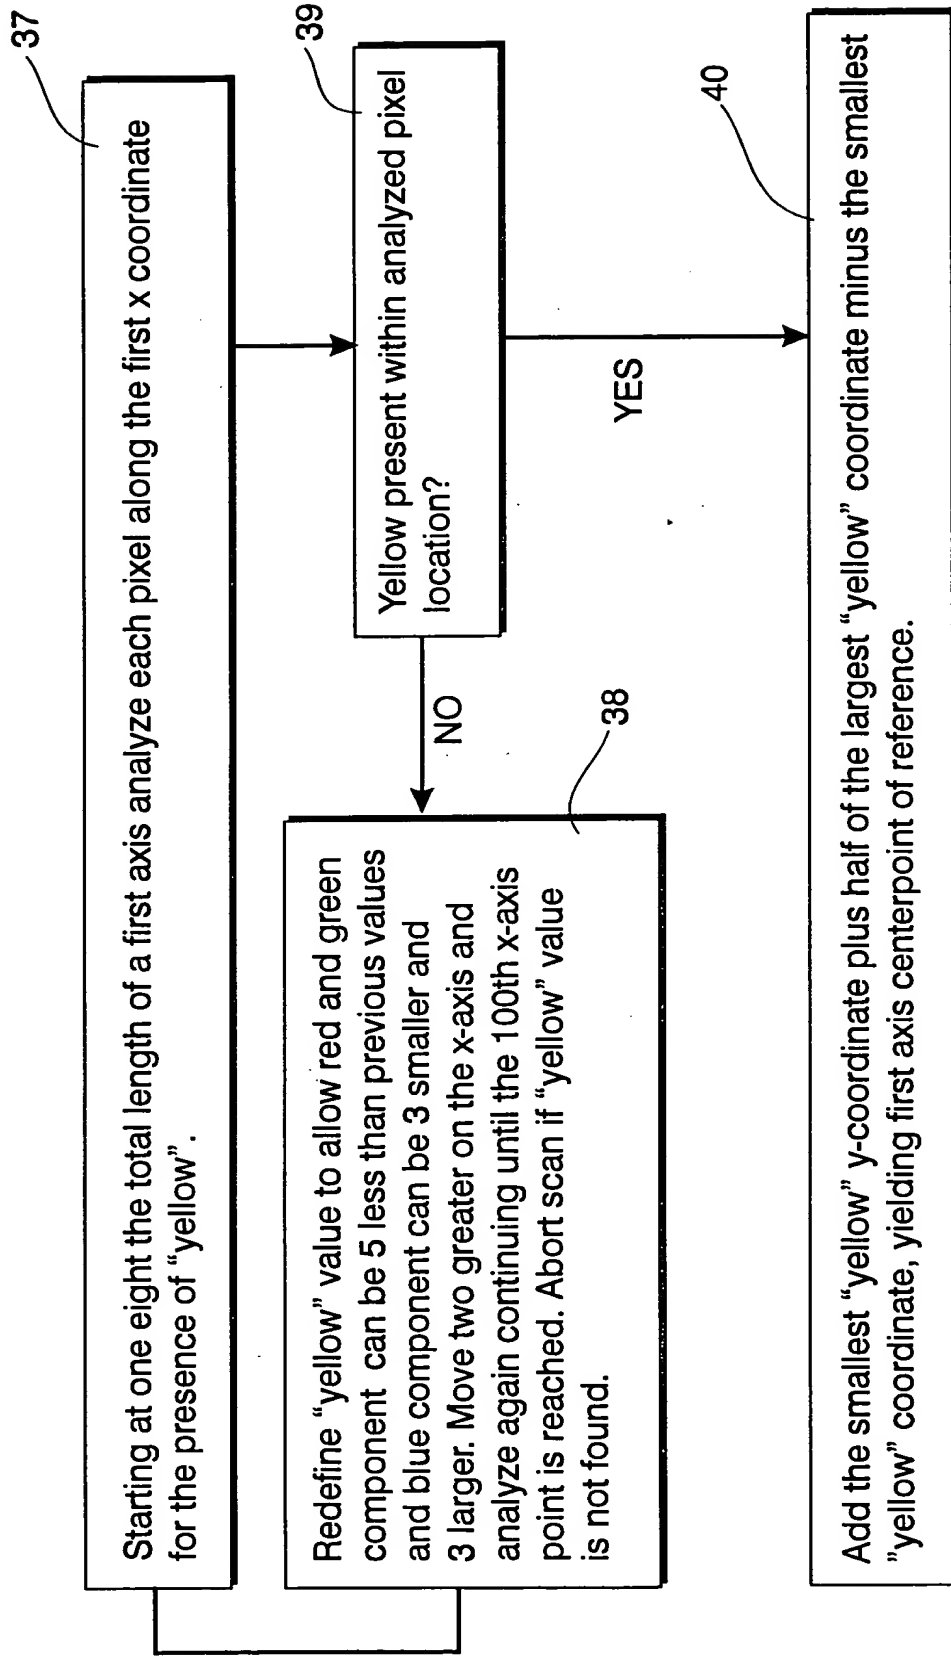 37
Starting at one eight the total length of a first axis analyze each pixel along the first x coordinate
for the presence of “yellow”.
39
Yellow present within analyzed pixel
location?
NO
YES
38
Redefine “yellow” value to allow red and green
component can be 5 less than previous values
and blue component can be 3 smaller and
3 larger. Move two greater on the x-axis and
analyze again continuing until the 100th x-axis
point is reached. Abort scan if “yellow” value
is not found.
40
Add the smallest “yellow” y-coordinate plus half of the largest “yellow” coordinate minus the smallest
”yellow” coordinate, yielding first axis centerpoint of reference.